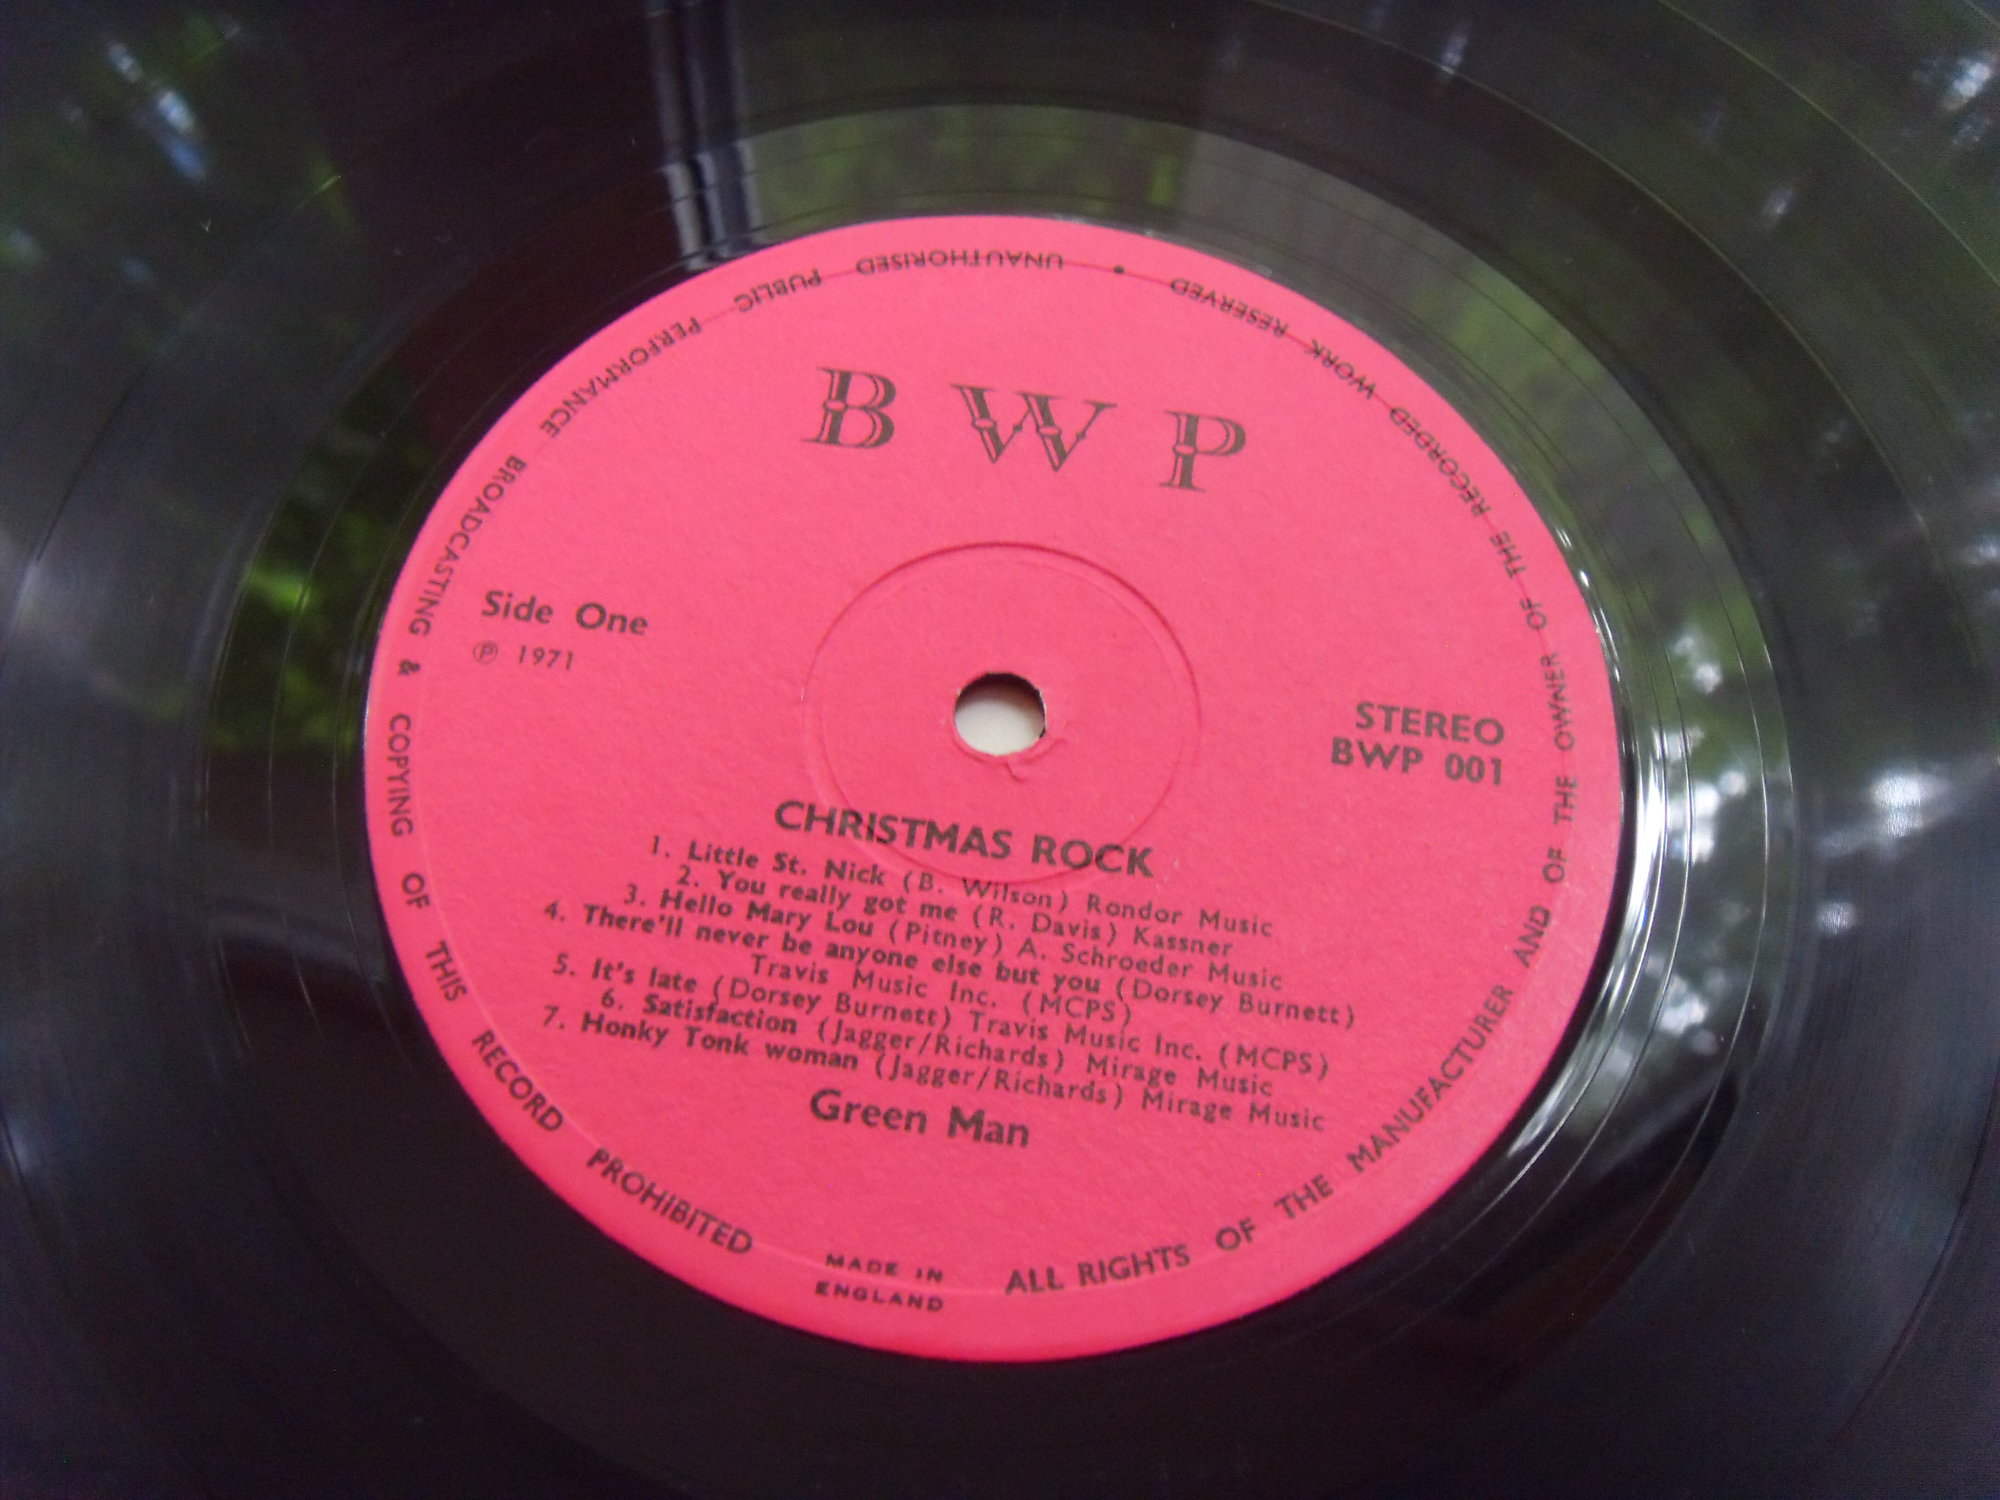 BWP
Side One
℗ 1971
STEREO
BWP 001
CHRISTMAS ROCK
1. Little St. Nick (B. Wilson) Rondor Music
2. You really got me (R. Davis) Kassner
3. Hello Mary Lou (Pitney) A. Schroeder Music
4. There'll never be anyone else but you (Dorsey Burnett)
Travis Music Inc. (MCPS)
5. It's late (Dorsey Burnett) Travis Music Inc. (MCPS)
6. Satisfaction (Jagger/Richards) Mirage Music
7. Honky Tonk woman (Jagger/Richards) Mirage Music
Green Man
MADE IN
ENGLAND
ALL RIGHTS OF THE MANUFACTURER AND OF THE OWNER OF THE RECORDED WORK RESERVED • UNAUTHORISED PUBLIC PERFORMANCE BROADCASTING & COPYING OF THIS RECORD PROHIBITED